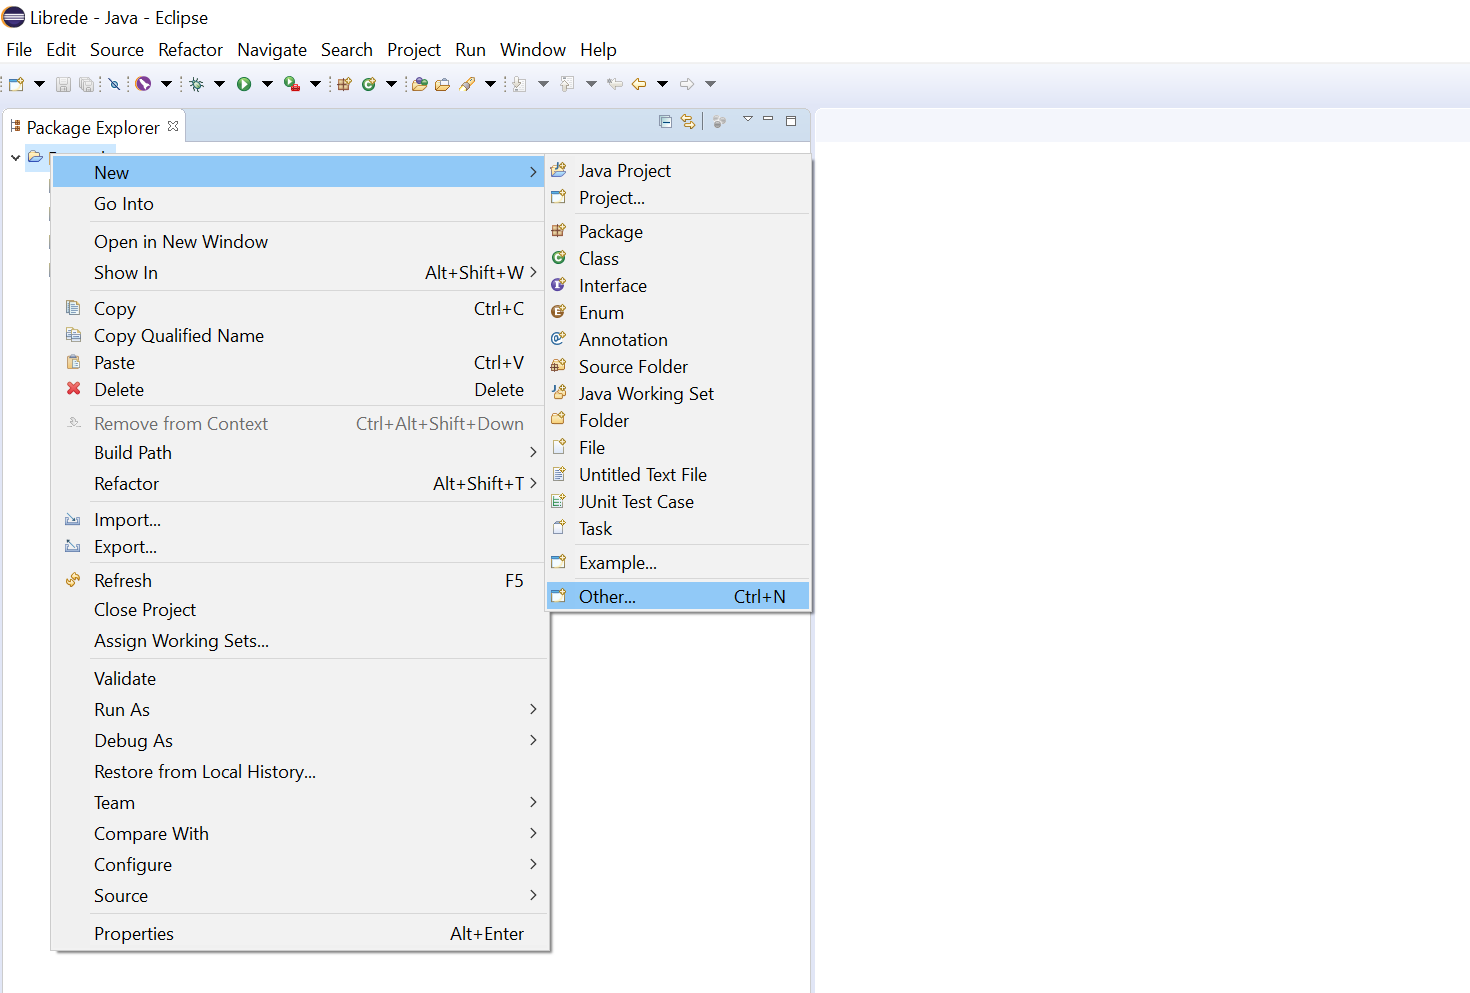 Librede - Java - Eclipse
File Edit Source Refactor Navigate Search Project Run Window Help
Package Explorer
New
Go Into
Open in New Window
Show In Alt+Shift+W
Copy Ctrl+C
Copy Qualified Name
Paste Ctrl+V
Delete Delete
Remove from Context Ctrl+Alt+Shift+Down
Build Path
Refactor Alt+Shift+T
Import...
Export...
Refresh F5
Close Project
Assign Working Sets...
Validate
Run As
Debug As
Restore from Local History...
Team
Compare With
Configure
Source
Properties Alt+Enter
Java Project
Project...
Package
Class
Interface
Enum
Annotation
Source Folder
Java Working Set
Folder
File
Untitled Text File
JUnit Test Case
Task
Example...
Other... Ctrl+N